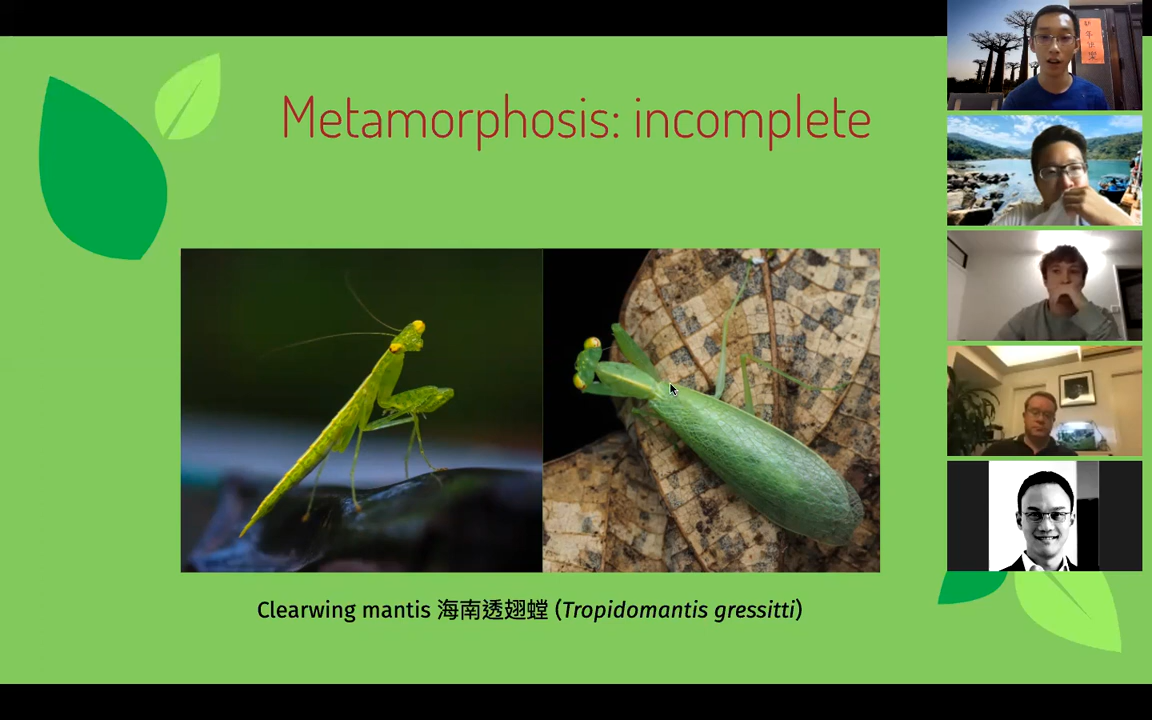 Metamorphosis: incomplete
Clearwing mantis 海南透翅螳 (Tropidomantis gressitti)